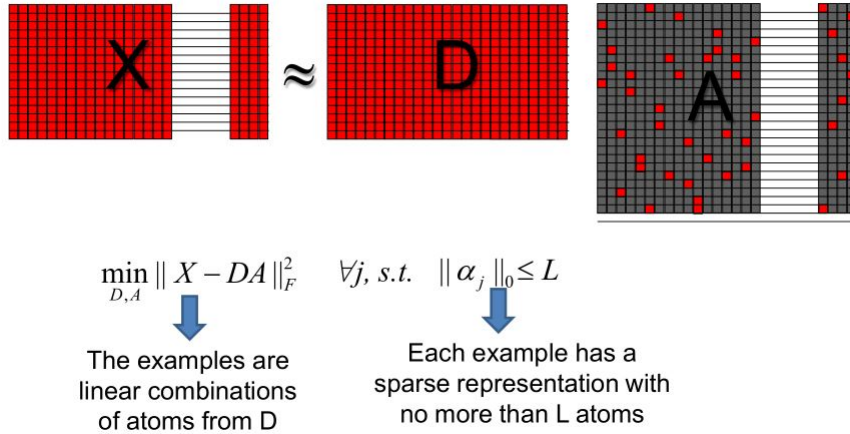 X ≈ D A
min ‖ X − DA ‖²_F ∀j, s.t. ‖ α_j ‖₀ ≤ L
D,A
The examples are
linear combinations
of atoms from D
Each example has a
sparse representation with
no more than L atoms